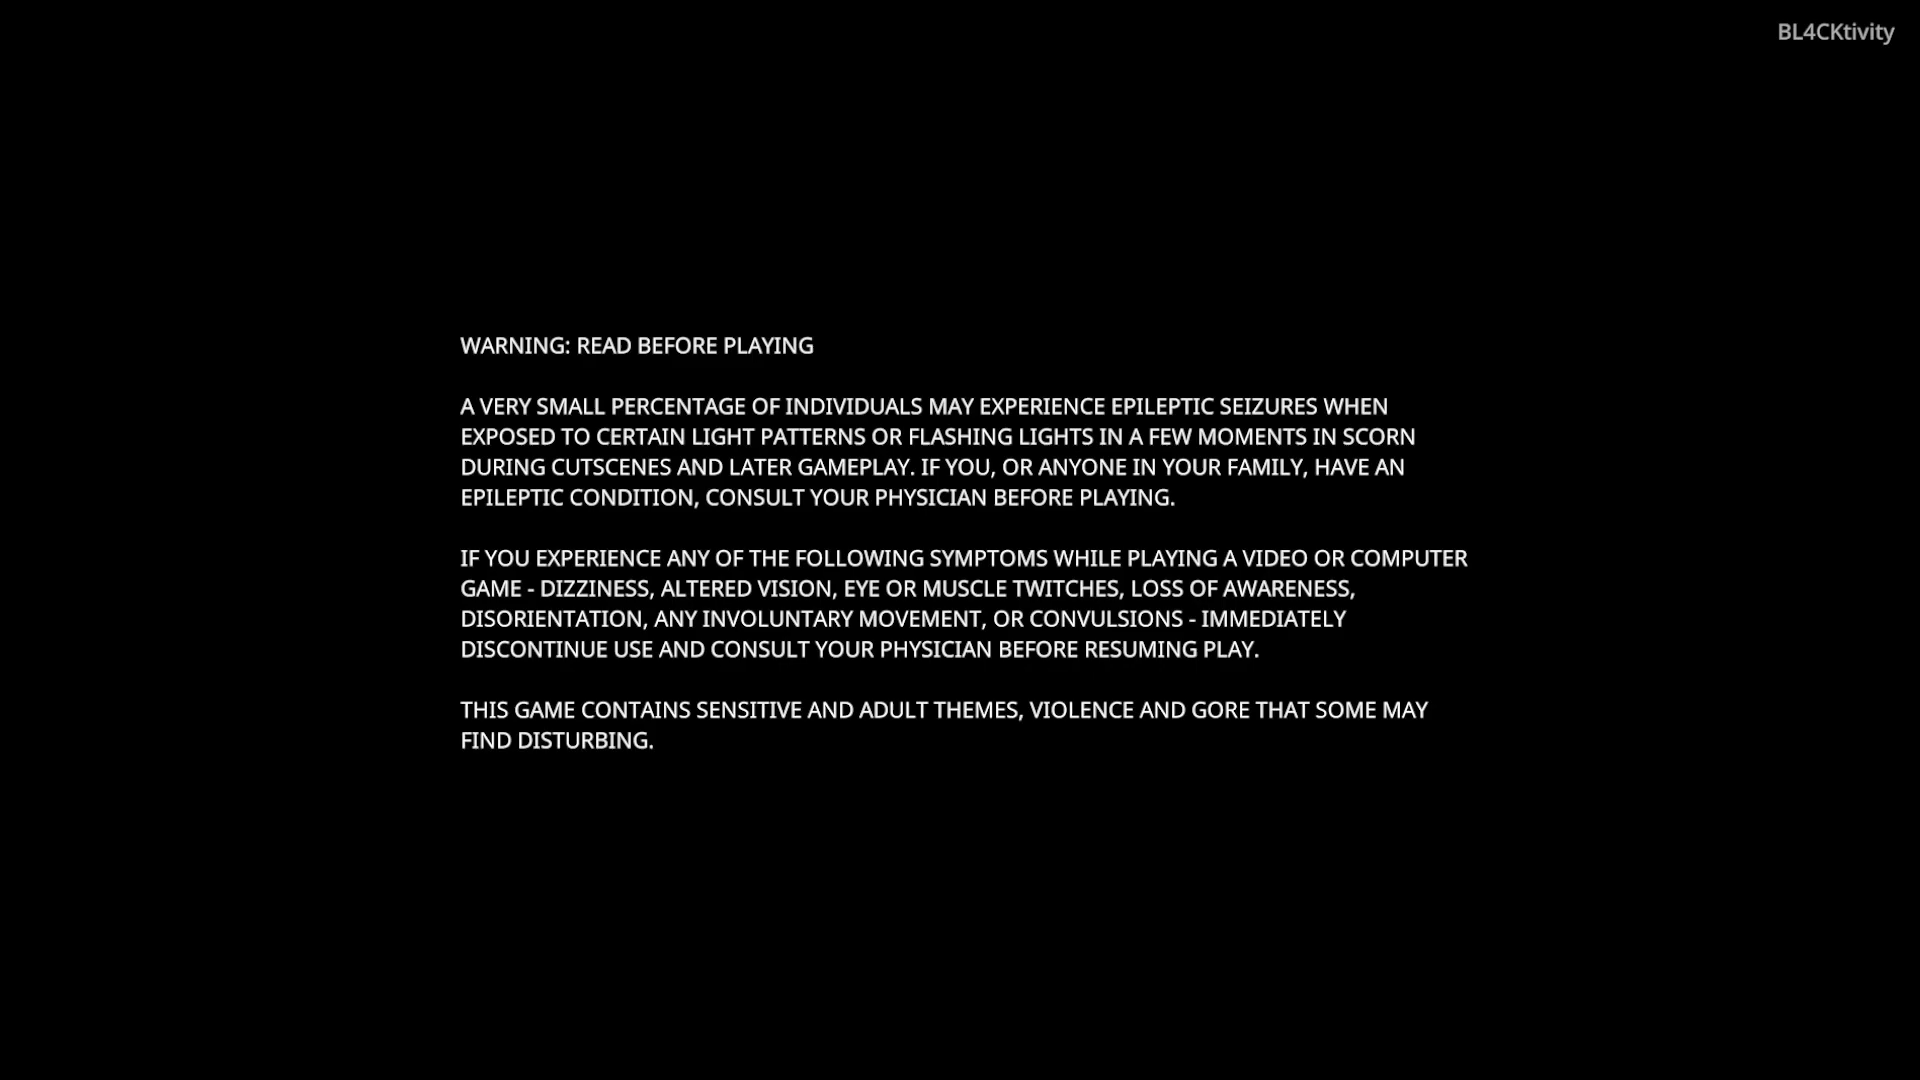 BL4CKtivity
WARNING: READ BEFORE PLAYING
A VERY SMALL PERCENTAGE OF INDIVIDUALS MAY EXPERIENCE EPILEPTIC SEIZURES WHEN
EXPOSED TO CERTAIN LIGHT PATTERNS OR FLASHING LIGHTS IN A FEW MOMENTS IN SCORN
DURING CUTSCENES AND LATER GAMEPLAY. IF YOU, OR ANYONE IN YOUR FAMILY, HAVE AN
EPILEPTIC CONDITION, CONSULT YOUR PHYSICIAN BEFORE PLAYING.
IF YOU EXPERIENCE ANY OF THE FOLLOWING SYMPTOMS WHILE PLAYING A VIDEO OR COMPUTER
GAME - DIZZINESS, ALTERED VISION, EYE OR MUSCLE TWITCHES, LOSS OF AWARENESS,
DISORIENTATION, ANY INVOLUNTARY MOVEMENT, OR CONVULSIONS - IMMEDIATELY
DISCONTINUE USE AND CONSULT YOUR PHYSICIAN BEFORE RESUMING PLAY.
THIS GAME CONTAINS SENSITIVE AND ADULT THEMES, VIOLENCE AND GORE THAT SOME MAY
FIND DISTURBING.